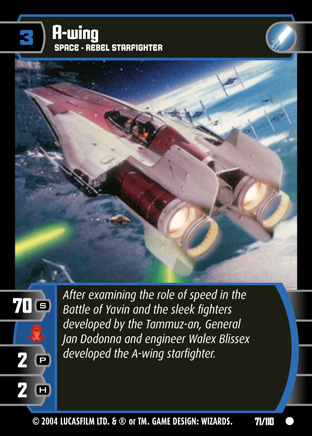 3
A-wing
SPACE - REBEL STARFIGHTER
70 S
2 P
2 H
After examining the role of speed in the
Battle of Yavin and the sleek fighters
developed by the Tammuz-an, General
Jan Dodonna and engineer Walex Blissex
developed the A-wing starfighter.
© 2004 LUCASFILM LTD. & ® or TM. GAME DESIGN: WIZARDS. 71/110